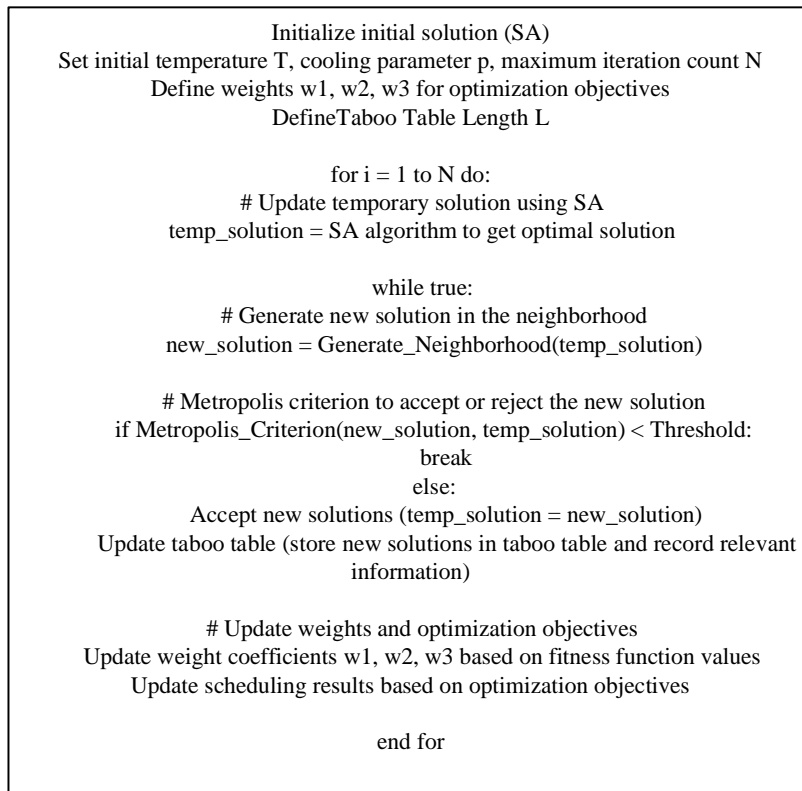 Initialize initial solution (SA)
Set initial temperature T, cooling parameter p, maximum iteration count N
Define weights w1, w2, w3 for optimization objectives
DefineTaboo Table Length L
for i = 1 to N do:
# Update temporary solution using SA
temp_solution = SA algorithm to get optimal solution
while true:
# Generate new solution in the neighborhood
new_solution = Generate_Neighborhood(temp_solution)
# Metropolis criterion to accept or reject the new solution
if Metropolis_Criterion(new_solution, temp_solution) < Threshold:
break
else:
Accept new solutions (temp_solution = new_solution)
Update taboo table (store new solutions in taboo table and record relevant
information)
# Update weights and optimization objectives
Update weight coefficients w1, w2, w3 based on fitness function values
Update scheduling results based on optimization objectives
end for